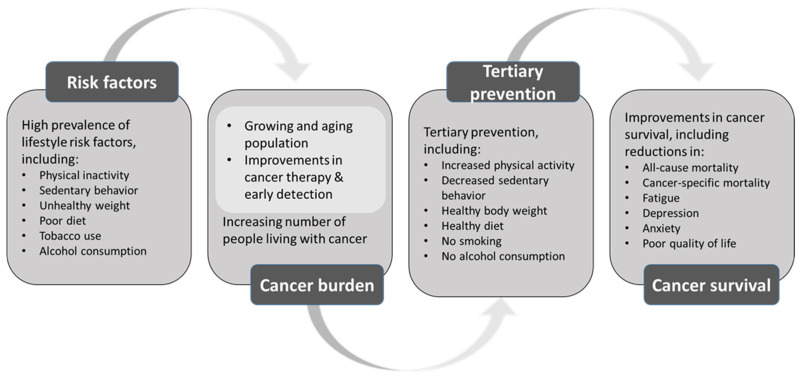 Risk factors
High prevalence of
lifestyle risk factors,
including:
• Physical inactivity
• Sedentary behavior
• Unhealthy weight
• Poor diet
• Tobacco use
• Alcohol consumption
• Growing and aging
population
• Improvements in
cancer therapy &
early detection
Increasing number of
people living with cancer
Cancer burden
Tertiary
prevention
Tertiary prevention,
including:
• Increased physical activity
• Decreased sedentary
behavior
• Healthy body weight
• Healthy diet
• No smoking
• No alcohol consumption
Improvements in cancer
survival, including
reductions in:
• All-cause mortality
• Cancer-specific mortality
• Fatigue
• Depression
• Anxiety
• Poor quality of life
Cancer survival